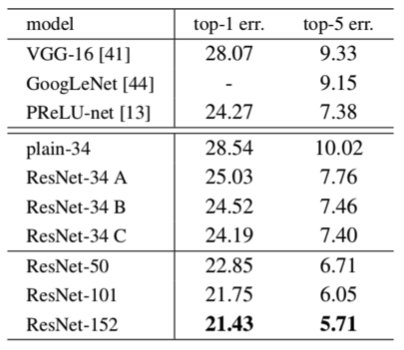 model top-1 err. top-5 err.
VGG-16 [41] 28.07 9.33
GoogLeNet [44] - 9.15
PReLU-net [13] 24.27 7.38
plain-34 28.54 10.02
ResNet-34 A 25.03 7.76
ResNet-34 B 24.52 7.46
ResNet-34 C 24.19 7.40
ResNet-50 22.85 6.71
ResNet-101 21.75 6.05
ResNet-152 21.43 5.71